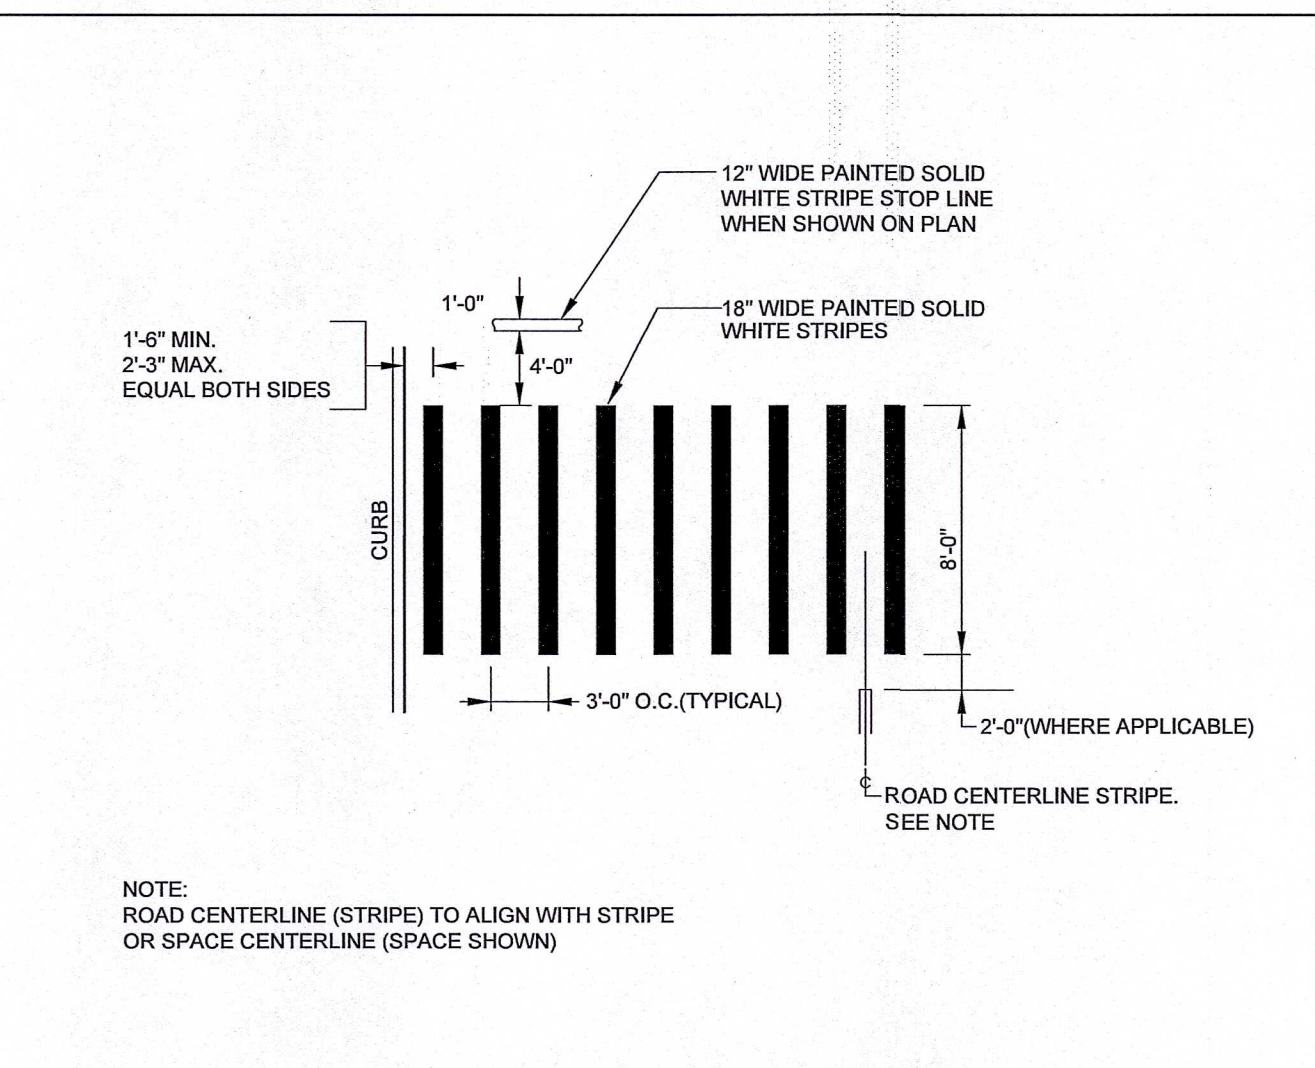 12" WIDE PAINTED SOLID
WHITE STRIPE STOP LINE
WHEN SHOWN ON PLAN
1'-0"
18" WIDE PAINTED SOLID
WHITE STRIPES
1'-6" MIN.
2'-3" MAX.
EQUAL BOTH SIDES
4'-0"
CURB
8'-0"
3'-0" O.C.(TYPICAL)
2'-0"(WHERE APPLICABLE)
℄
ROAD CENTERLINE STRIPE.
SEE NOTE
NOTE:
ROAD CENTERLINE (STRIPE) TO ALIGN WITH STRIPE
OR SPACE CENTERLINE (SPACE SHOWN)